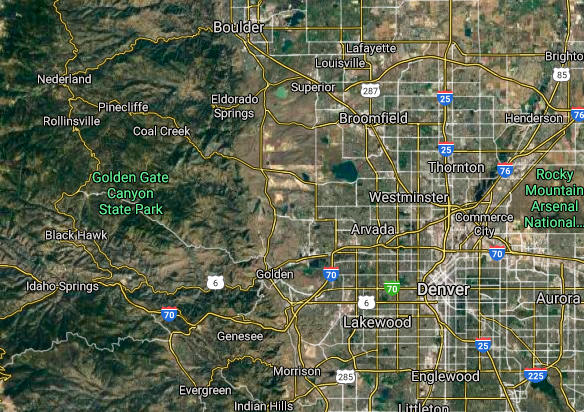 Boulder
Lafayette
Louisville
Brighto
Nederland
85
Superior
287
Eldorado
Springs
25
Pinecliffe
Rollinsville
Broomfield
Henderson
76
Coal Creek
25
Thornton
76
Golden Gate
Canyon
State Park
Rocky
Mountain
Arsenal
National...
Westminster
Commerce
City
Black Hawk
Arvada
70
Golden
70
6
Idaho Springs
70
Denver
6
Aurora
70
Lakewood
Genesee
25
Morrison
285
Englewood
225
Evergreen
Indian Hills
Littleton